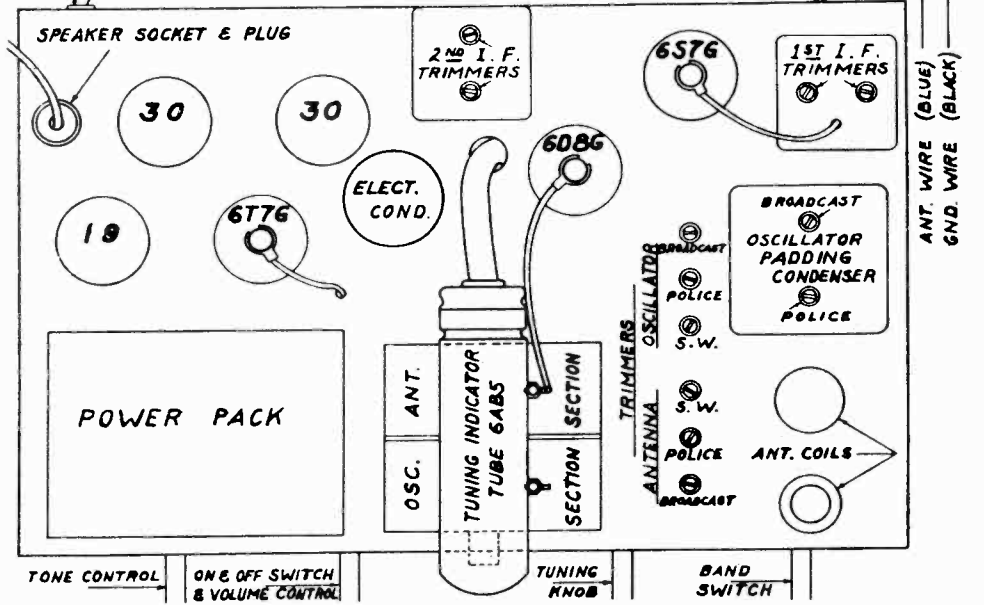 SPEAKER SOCKET & PLUG
2ND I. F.
TRIMMERS
6S7G
1ST I. F.
TRIMMERS
ANT. WIRE (BLUE)
GND. WIRE (BLACK)
30
30
6D8G
ELECT.
COND.
19
6T7G
BROADCAST
OSCILLATOR
PADDING
CONDENSER
POLICE
TRIMMERS
OSCILLATOR
BROADCAST
POLICE
S.W.
ANTENNA
S.W.
POLICE
BROADCAST
ANT. COILS
POWER PACK
ANT.
SECTION
OSC.
SECTION
TUNING INDICATOR
TUBE 6AB5
TONE CONTROL
ON & OFF SWITCH
& VOLUME CONTROL
TUNING
KNOB
BAND
SWITCH